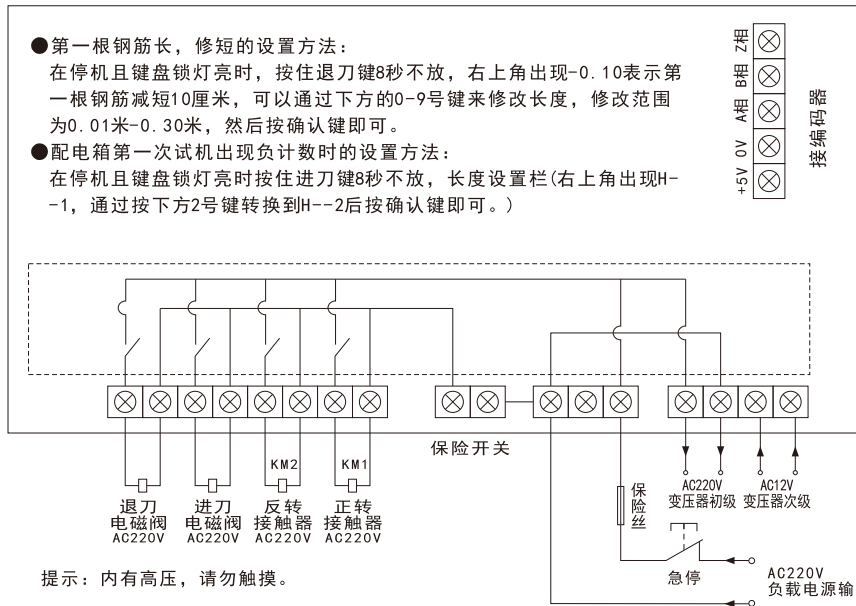 ●第一根钢筋长，修短的设置方法：
在停机且键盘锁灯亮时，按住退刀键8秒不放，右上角出现-0.10表示第
一根钢筋减短10厘米，可以通过下方的0-9号键来修改长度，修改范围
为0.01米-0.30米，然后按确认键即可。
●配电箱第一次试机出现负计数时的设置方法：
在停机且键盘锁灯亮时按住进刀键8秒不放，长度设置栏(右上角出现H-
-1，通过按下方2号键转换到H--2后按确认键即可。)
Z相
B相
A相
0V
+5V
接编码器
保险开关
KM2
KM1
退刀
电磁阀
AC220V
进刀
电磁阀
AC220V
反转
接触器
AC220V
正转
接触器
AC220V
保险丝
AC220V
变压器初级
AC12V
变压器次级
急停
AC220V
负载电源输
提示：内有高压，请勿触摸。